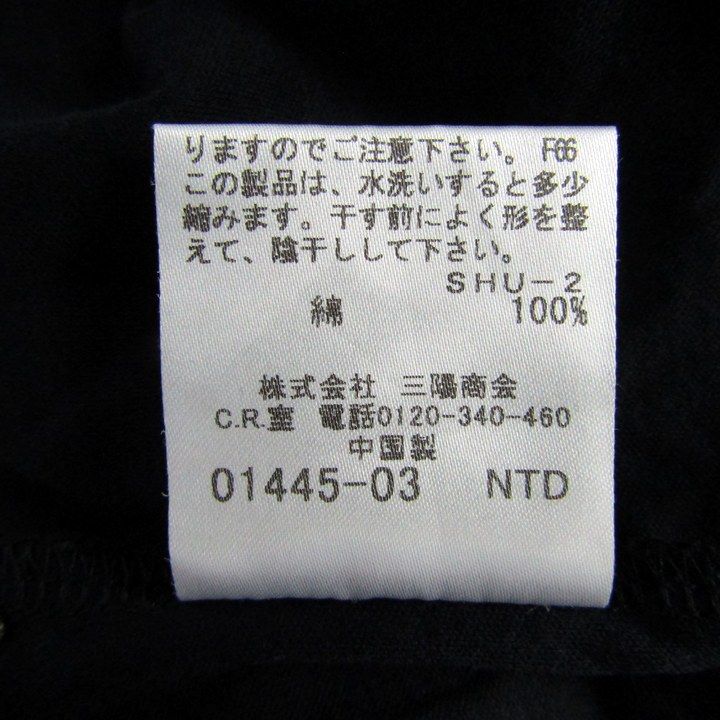 りますのでご注意下さい。 F66
この製品は、水洗いすると多少
縮みます。干す前によく形を整
えて、陰干しして下さい。
SHU-2
綿 100%
株式会社 三陽商会
C.R.室 電話0120-340-460
中国製
01445-03 NTD